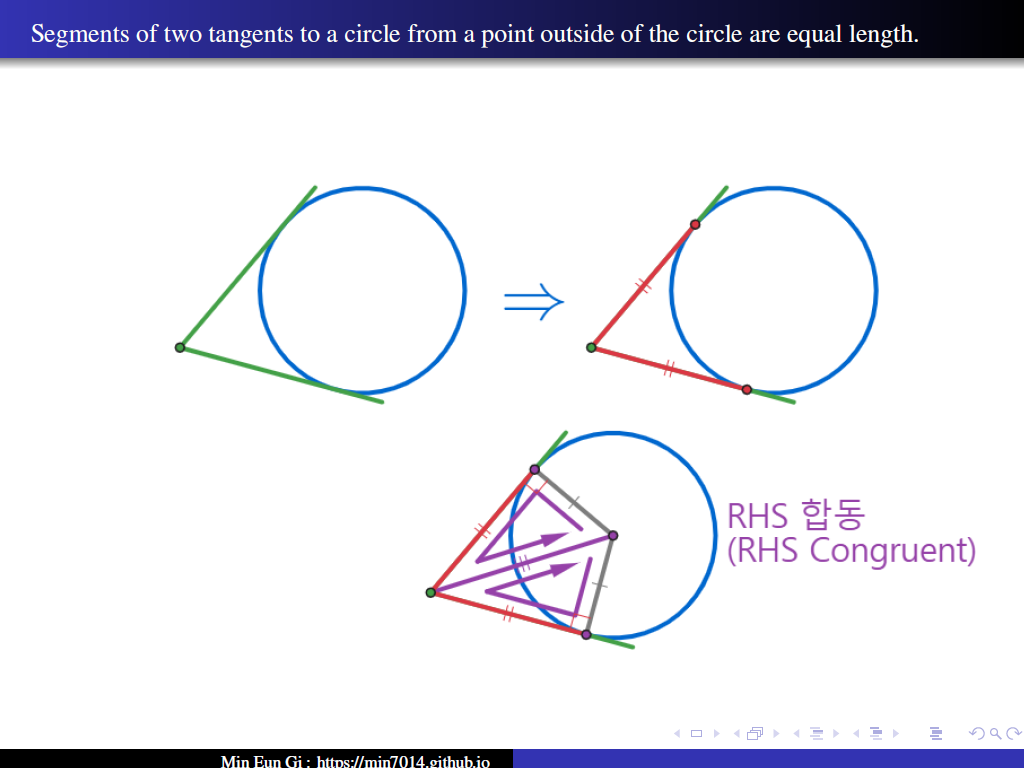 Segments of two tangents to a circle from a point outside of the circle are equal length.
RHS 합동
(RHS Congruent)
Min Eun Gi : https://min7014.github.io